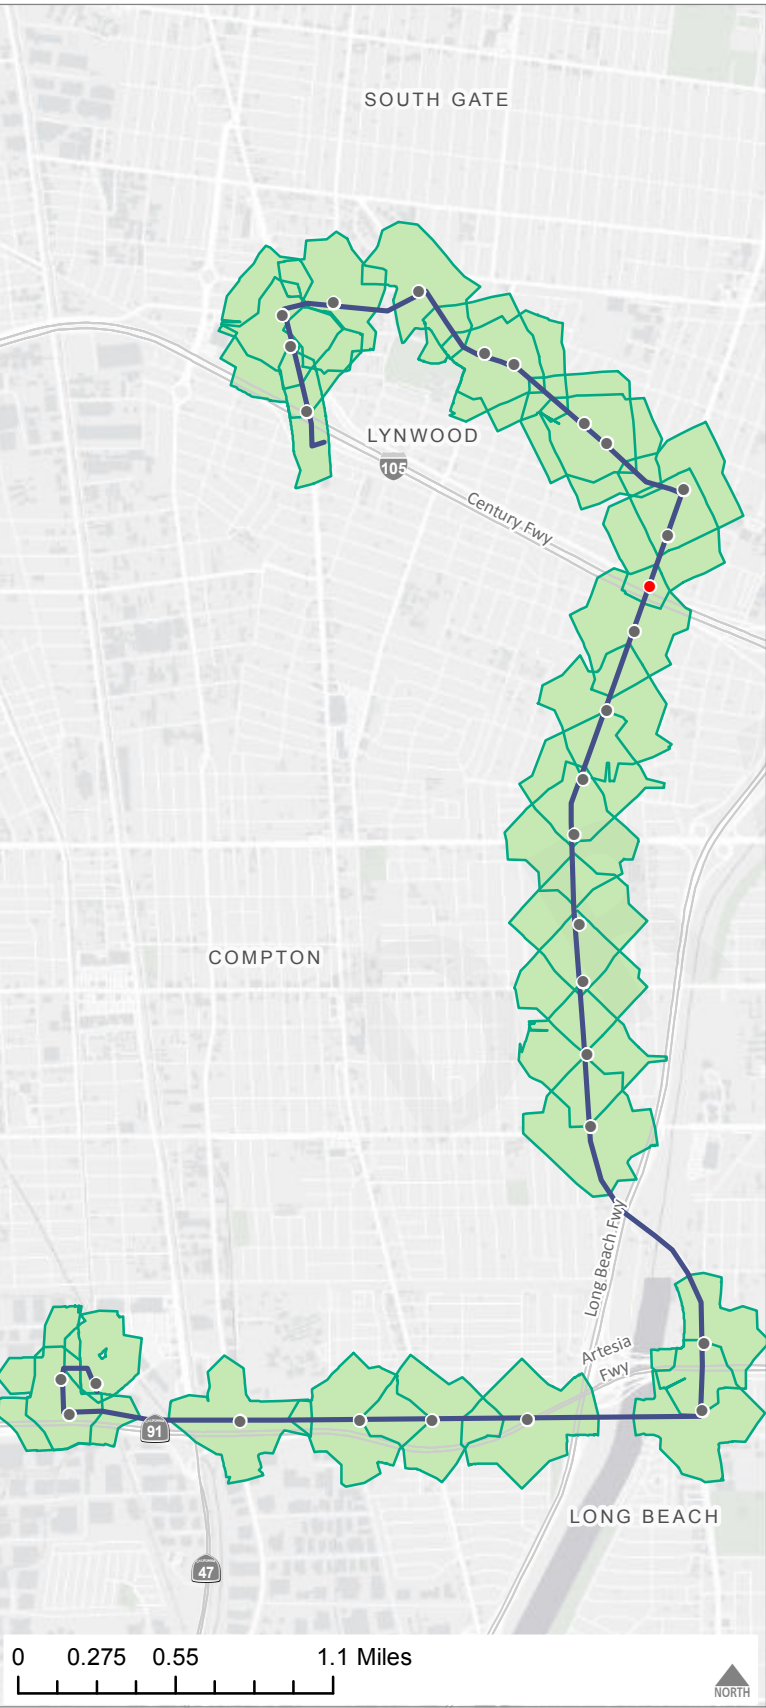 SOUTH GATE
LYNWOOD
105
Century Fwy
COMPTON
Long Beach Fwy
Artesia
Fwy
91
LONG BEACH
47
0 0.275 0.55 1.1 Miles
NORTH